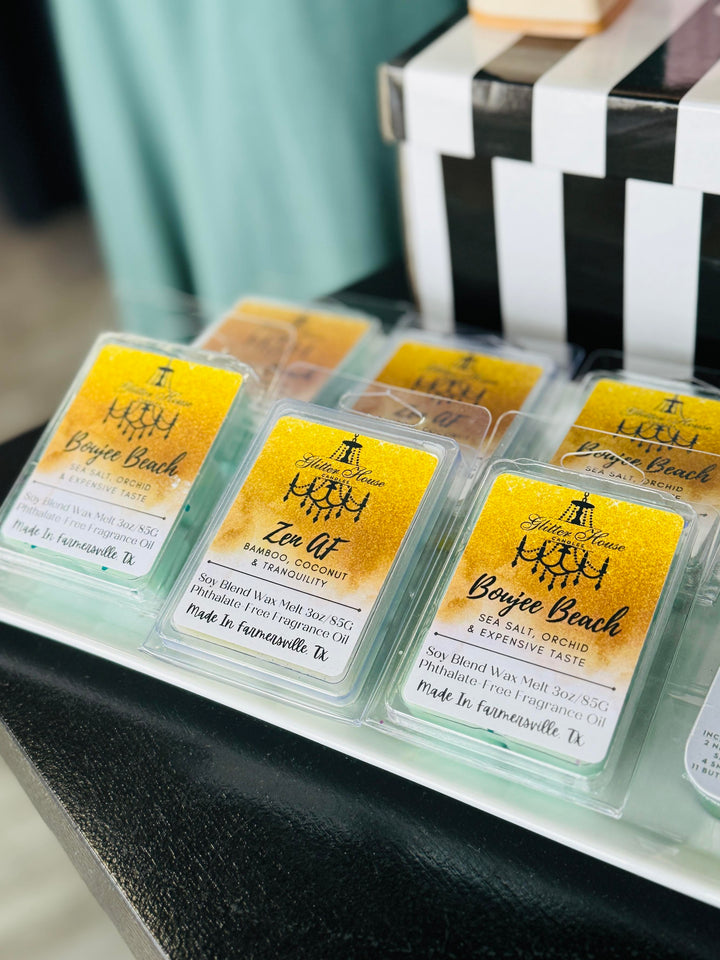 Glitter House
CANDLES
Boujee Beach
SEA SALT, ORCHID
& EXPENSIVE TASTE
Soy Blend Wax Melt 3oz/85G
Phthalate-Free Fragrance Oil
Made In Farmersville, TX
Glitter House
CANDLES
Zen AF
BAMBOO, COCONUT
& TRANQUILITY
Soy Blend Wax Melt 3oz/85G
Phthalate-Free Fragrance Oil
Made In Farmersville, TX
Glitter House
CANDLES
Boujee Beach
SEA SALT, ORCHID
& EXPENSIVE TASTE
Soy Blend Wax Melt 3oz/85G
Phthalate-Free Fragrance Oil
Made In Farmersville, TX
Zen AF
Glitter House
Boujee Beach
SEA SALT, ORCHID
& EXPENSIVE